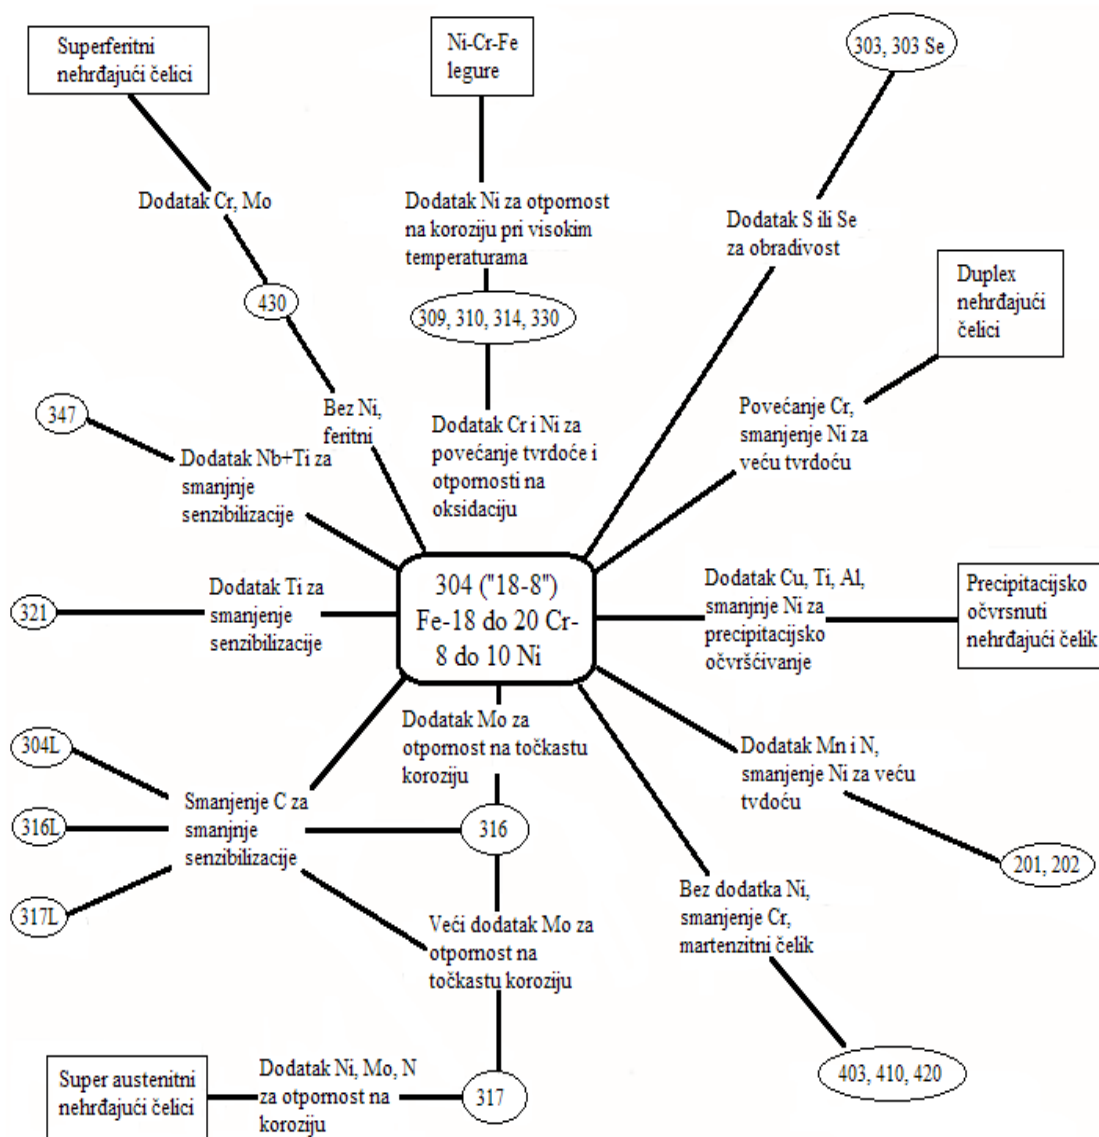 Superferitni
nehrđajući čelici
Ni-Cr-Fe
legure
303, 303 Se
Dodatak Cr, Mo
Dodatak Ni za otpornost
na koroziju pri visokim
temperaturama
Dodatak S ili Se
za obradivost
430
309, 310, 314, 330
Duplex
nehrđajući
čelici
347
Bez Ni,
feritni
Dodatak Cr i Ni za
povećanje tvrdoće i
otpornosti na
oksidaciju
Povećanje Cr,
smanjenje Ni za
veću tvrdoću
Dodatak Nb+Ti za
smanjnje
senzibilizacije
321
Dodatak Ti za
smanjenje
senzibilizacije
304 ("18-8")
Fe-18 do 20 Cr-
8 do 10 Ni
Dodatak Cu, Ti, Al,
smanjnje Ni za
precipitacijsko
očvršćivanje
Precipitacijsko
očvrsnuti
nehrđajući čelik
304L
316L
317L
Smanjenje C za
smanjnje
senzibilizacije
Dodatak Mo za
otpornost na točkastu
koroziju
316
Dodatak Mn i N,
smanjenje Ni za veću
tvdoću
201, 202
Veći dodatak Mo za
otpornost na
točkastu koroziju
Bez dodatka Ni,
smanjenje Cr,
martenzitni čelik
403, 410, 420
Super austenitni
nehrđajući čelici
Dodatak Ni, Mo, N
za otpornost na
koroziju
317